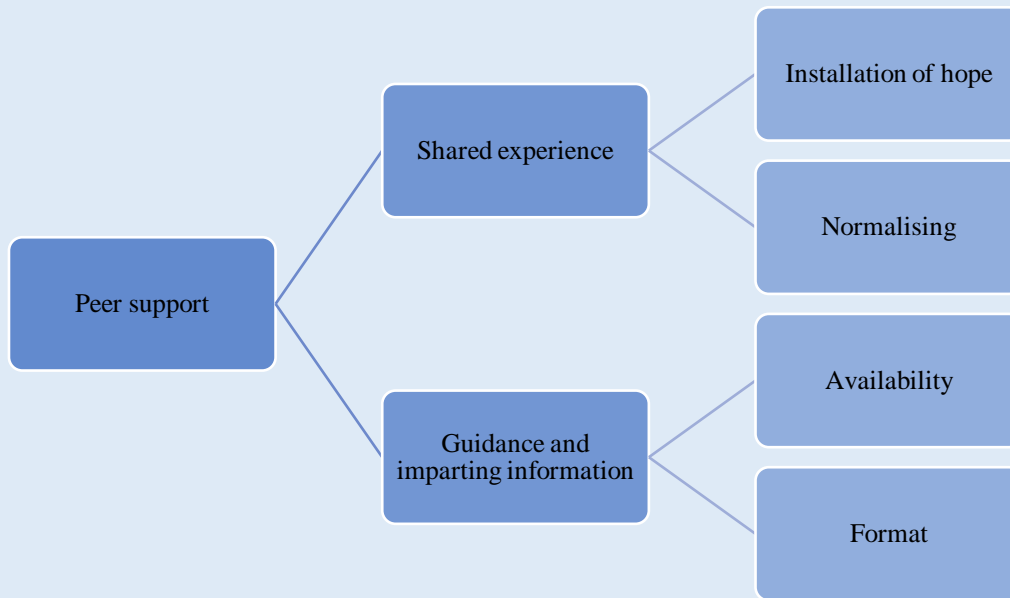 Peer support
Shared experience
Guidance and
imparting information
Installation of hope
Normalising
Availability
Format